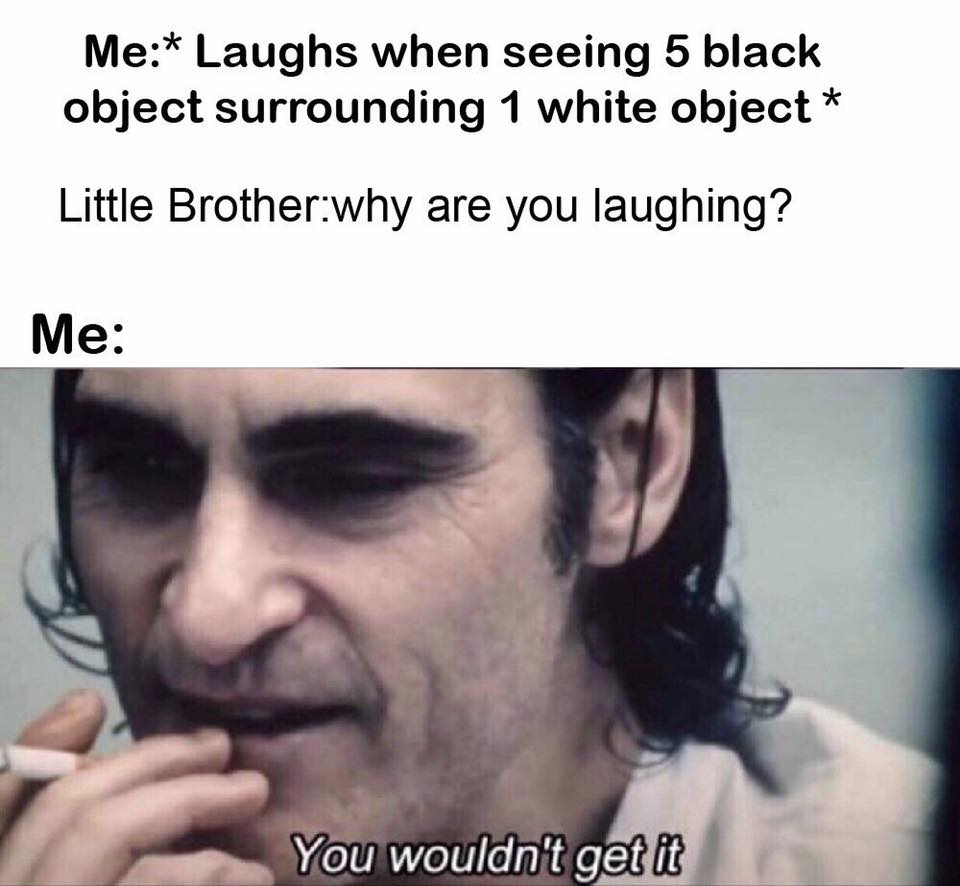 Me:* Laughs when seeing 5 black
object surrounding 1 white object *
Little Brother:why are you laughing?
Me:
You wouldn't get it